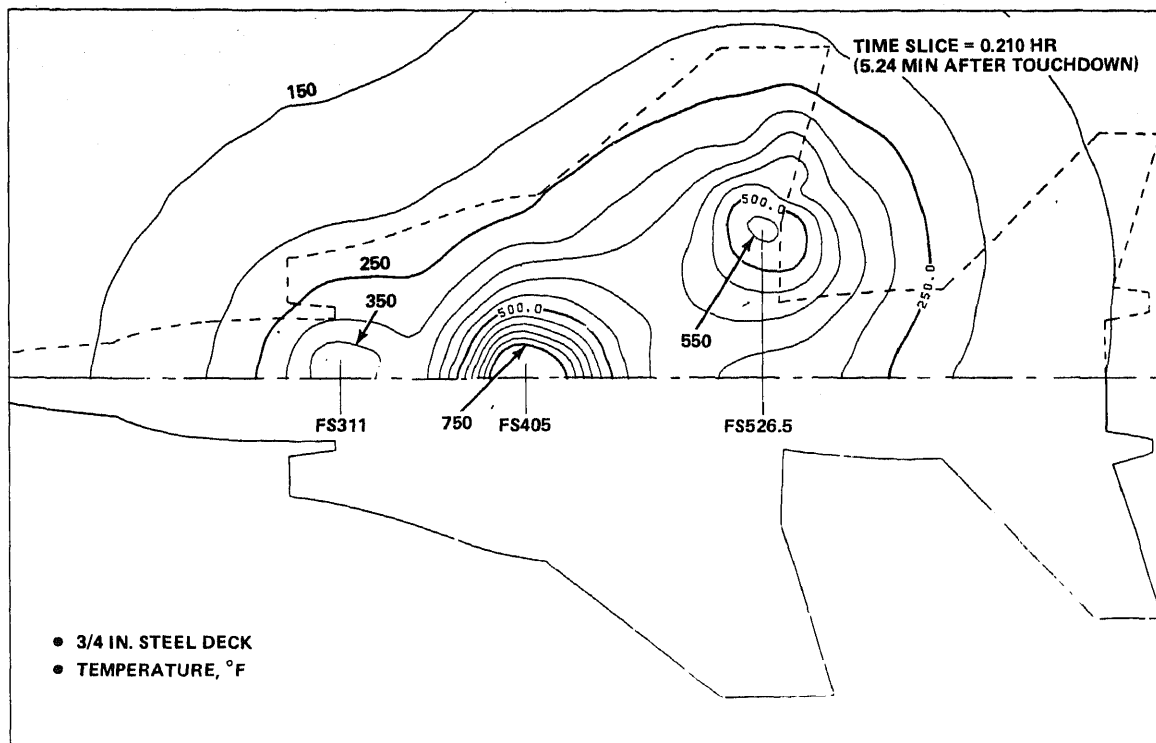 TIME SLICE = 0.210 HR
(5.24 MIN AFTER TOUCHDOWN)
150
500.0
250
350
500.0
250.0
550
750
FS311
FS405
FS526.5
● 3/4 IN. STEEL DECK
● TEMPERATURE, °F